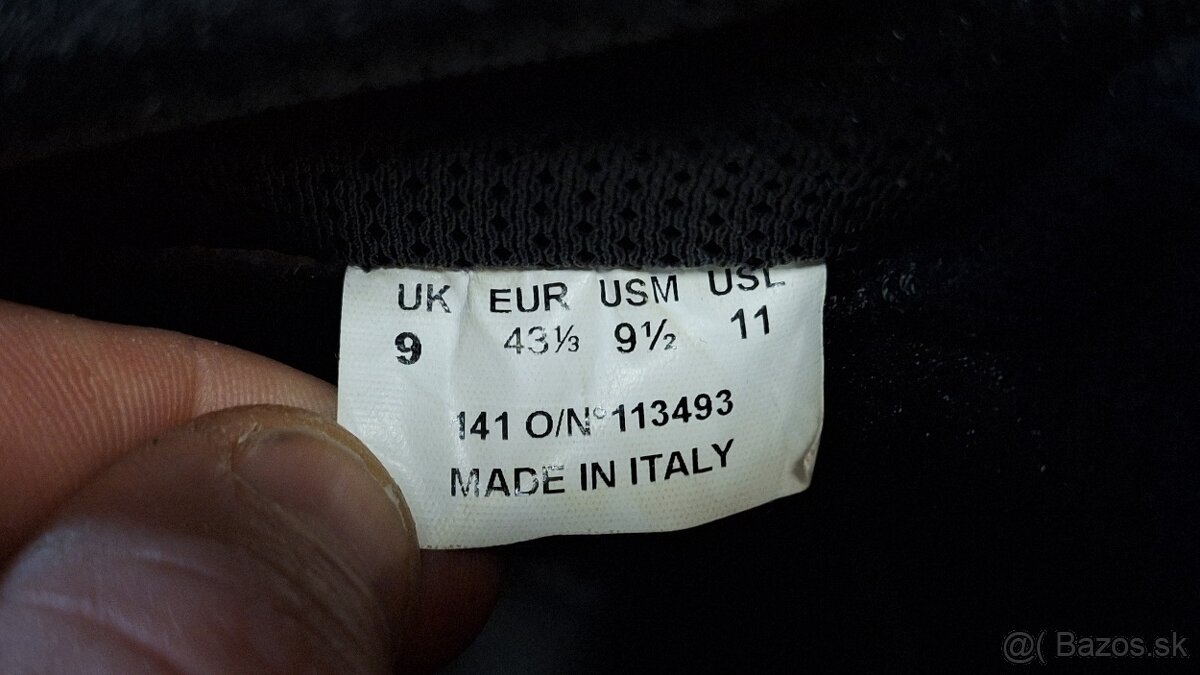 UK EUR USM USL
9 43⅓ 9½ 11
141 O/N°113493
MADE IN ITALY
@( Bazos.sk